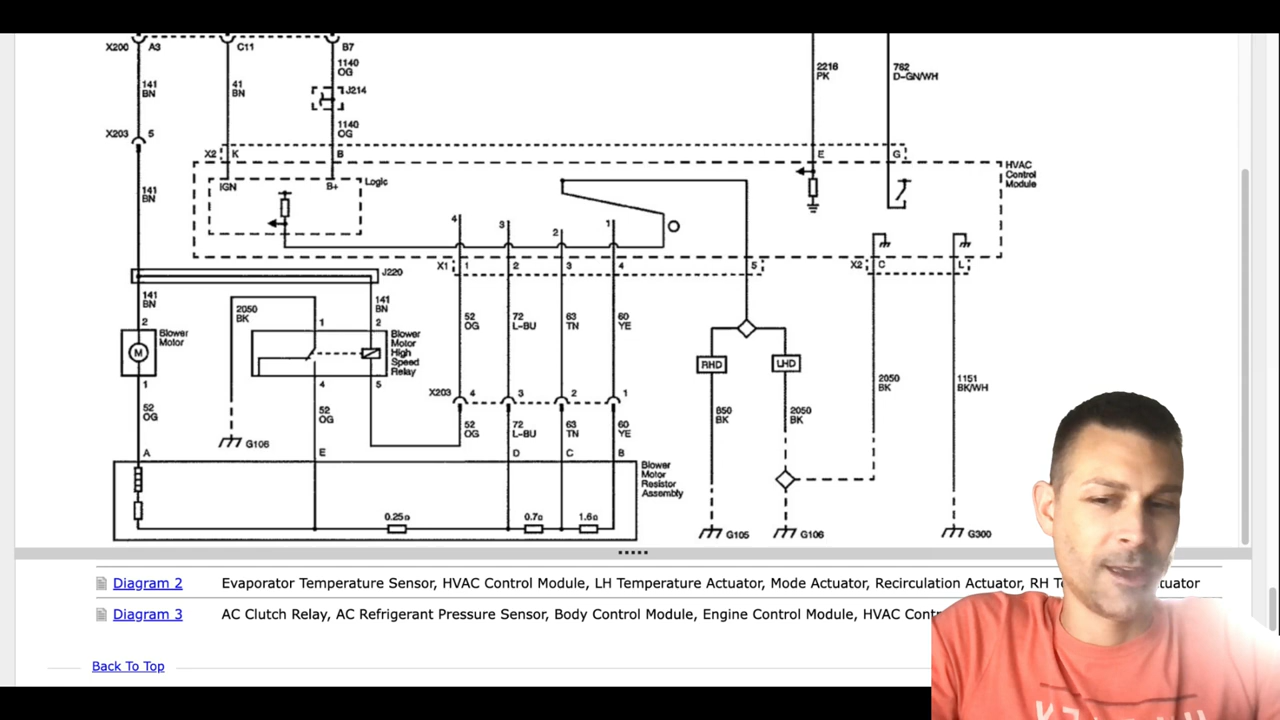 X200 A3 C11 B7
1140
OG
2216
PK
762
D-GN/WH
141
BN
41
BN
J214
X203 5
1140
OG
X2 K B E G
HVAC
Control
Module
IGN B+ Logic
141
BN
4 3 2 1
X1 1 2 3 4 5 X2 C L
J220
141
BN
2050
BK
141
BN
52
OG
72
L-BU
63
TN
60
YE
2 1 2
Blower
Motor
M
Blower
Motor
High
Speed
Relay
RHD LHD
1 4 5
X203 4 3 2 1
2050
BK
1151
BK/WH
52
OG
52
OG
52
OG
72
L-BU
63
TN
60
YE
850
BK
2050
BK
G106
A E D C B
Blower
Motor
Resistor
Assembly
0.25Ω 0.7Ω 1.6Ω
G105 G106 G300
Diagram 2 Evaporator Temperature Sensor, HVAC Control Module, LH Temperature Actuator, Mode Actuator, Recirculation Actuator, RH
Diagram 3 AC Clutch Relay, AC Refrigerant Pressure Sensor, Body Control Module, Engine Control Module, HVAC
Back To Top